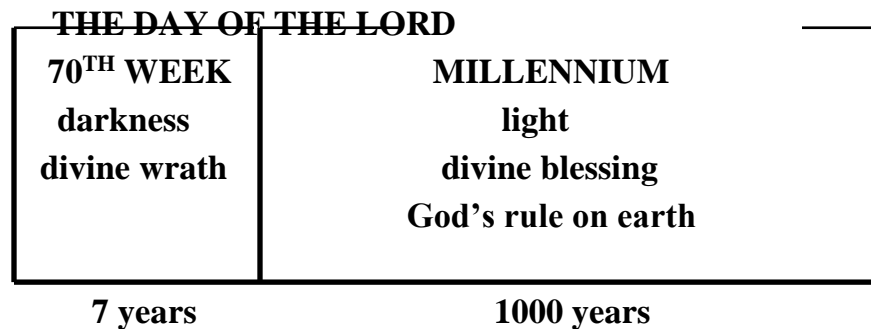 THE DAY OF THE LORD
70TH WEEK MILLENNIUM
darkness light
divine wrath divine blessing
God’s rule on earth
7 years 1000 years